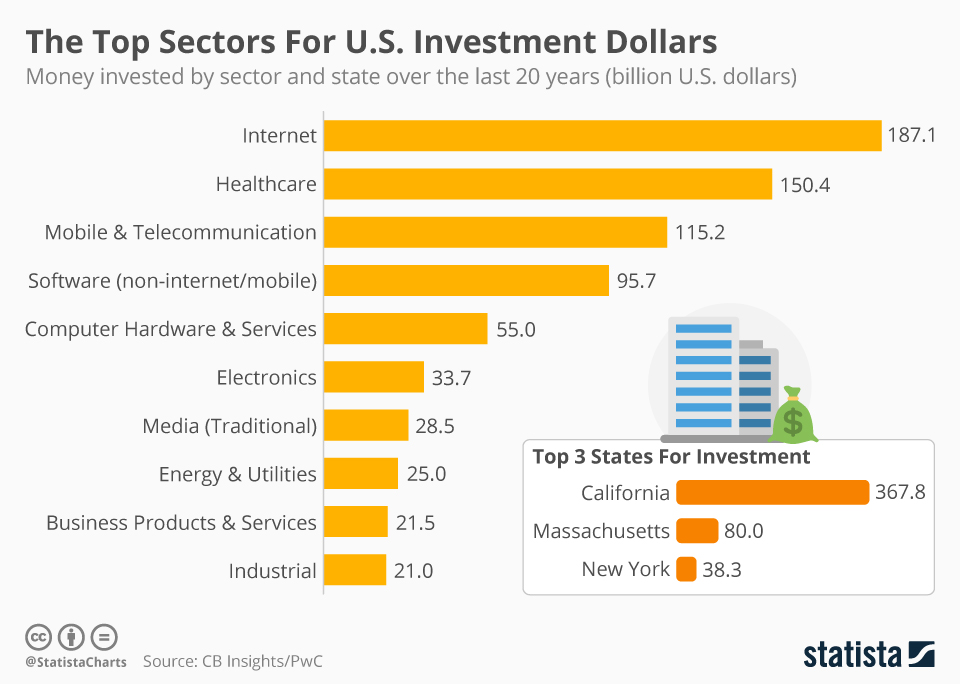 The Top Sectors For U.S. Investment Dollars
Money invested by sector and state over the last 20 years (billion U.S. dollars)
Internet 187.1
Healthcare 150.4
Mobile & Telecommunication 115.2
Software (non-internet/mobile) 95.7
Computer Hardware & Services 55.0
Electronics 33.7
Media (Traditional) 28.5
Energy & Utilities 25.0
Business Products & Services 21.5
Industrial 21.0
$
Top 3 States For Investment
California 367.8
Massachusetts 80.0
New York 38.3
cc
@StatistaCharts Source: CB Insights/PwC
statista